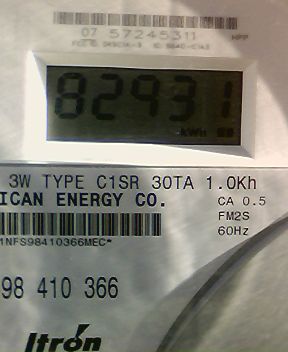 07 57245311
82931
kWh
3W TYPE C1SR 30TA 1.0Kh
ICAN ENERGY CO.
CA 0.5
FM2S
60Hz
1NFS98410366MEC*
98 410 366
Itron